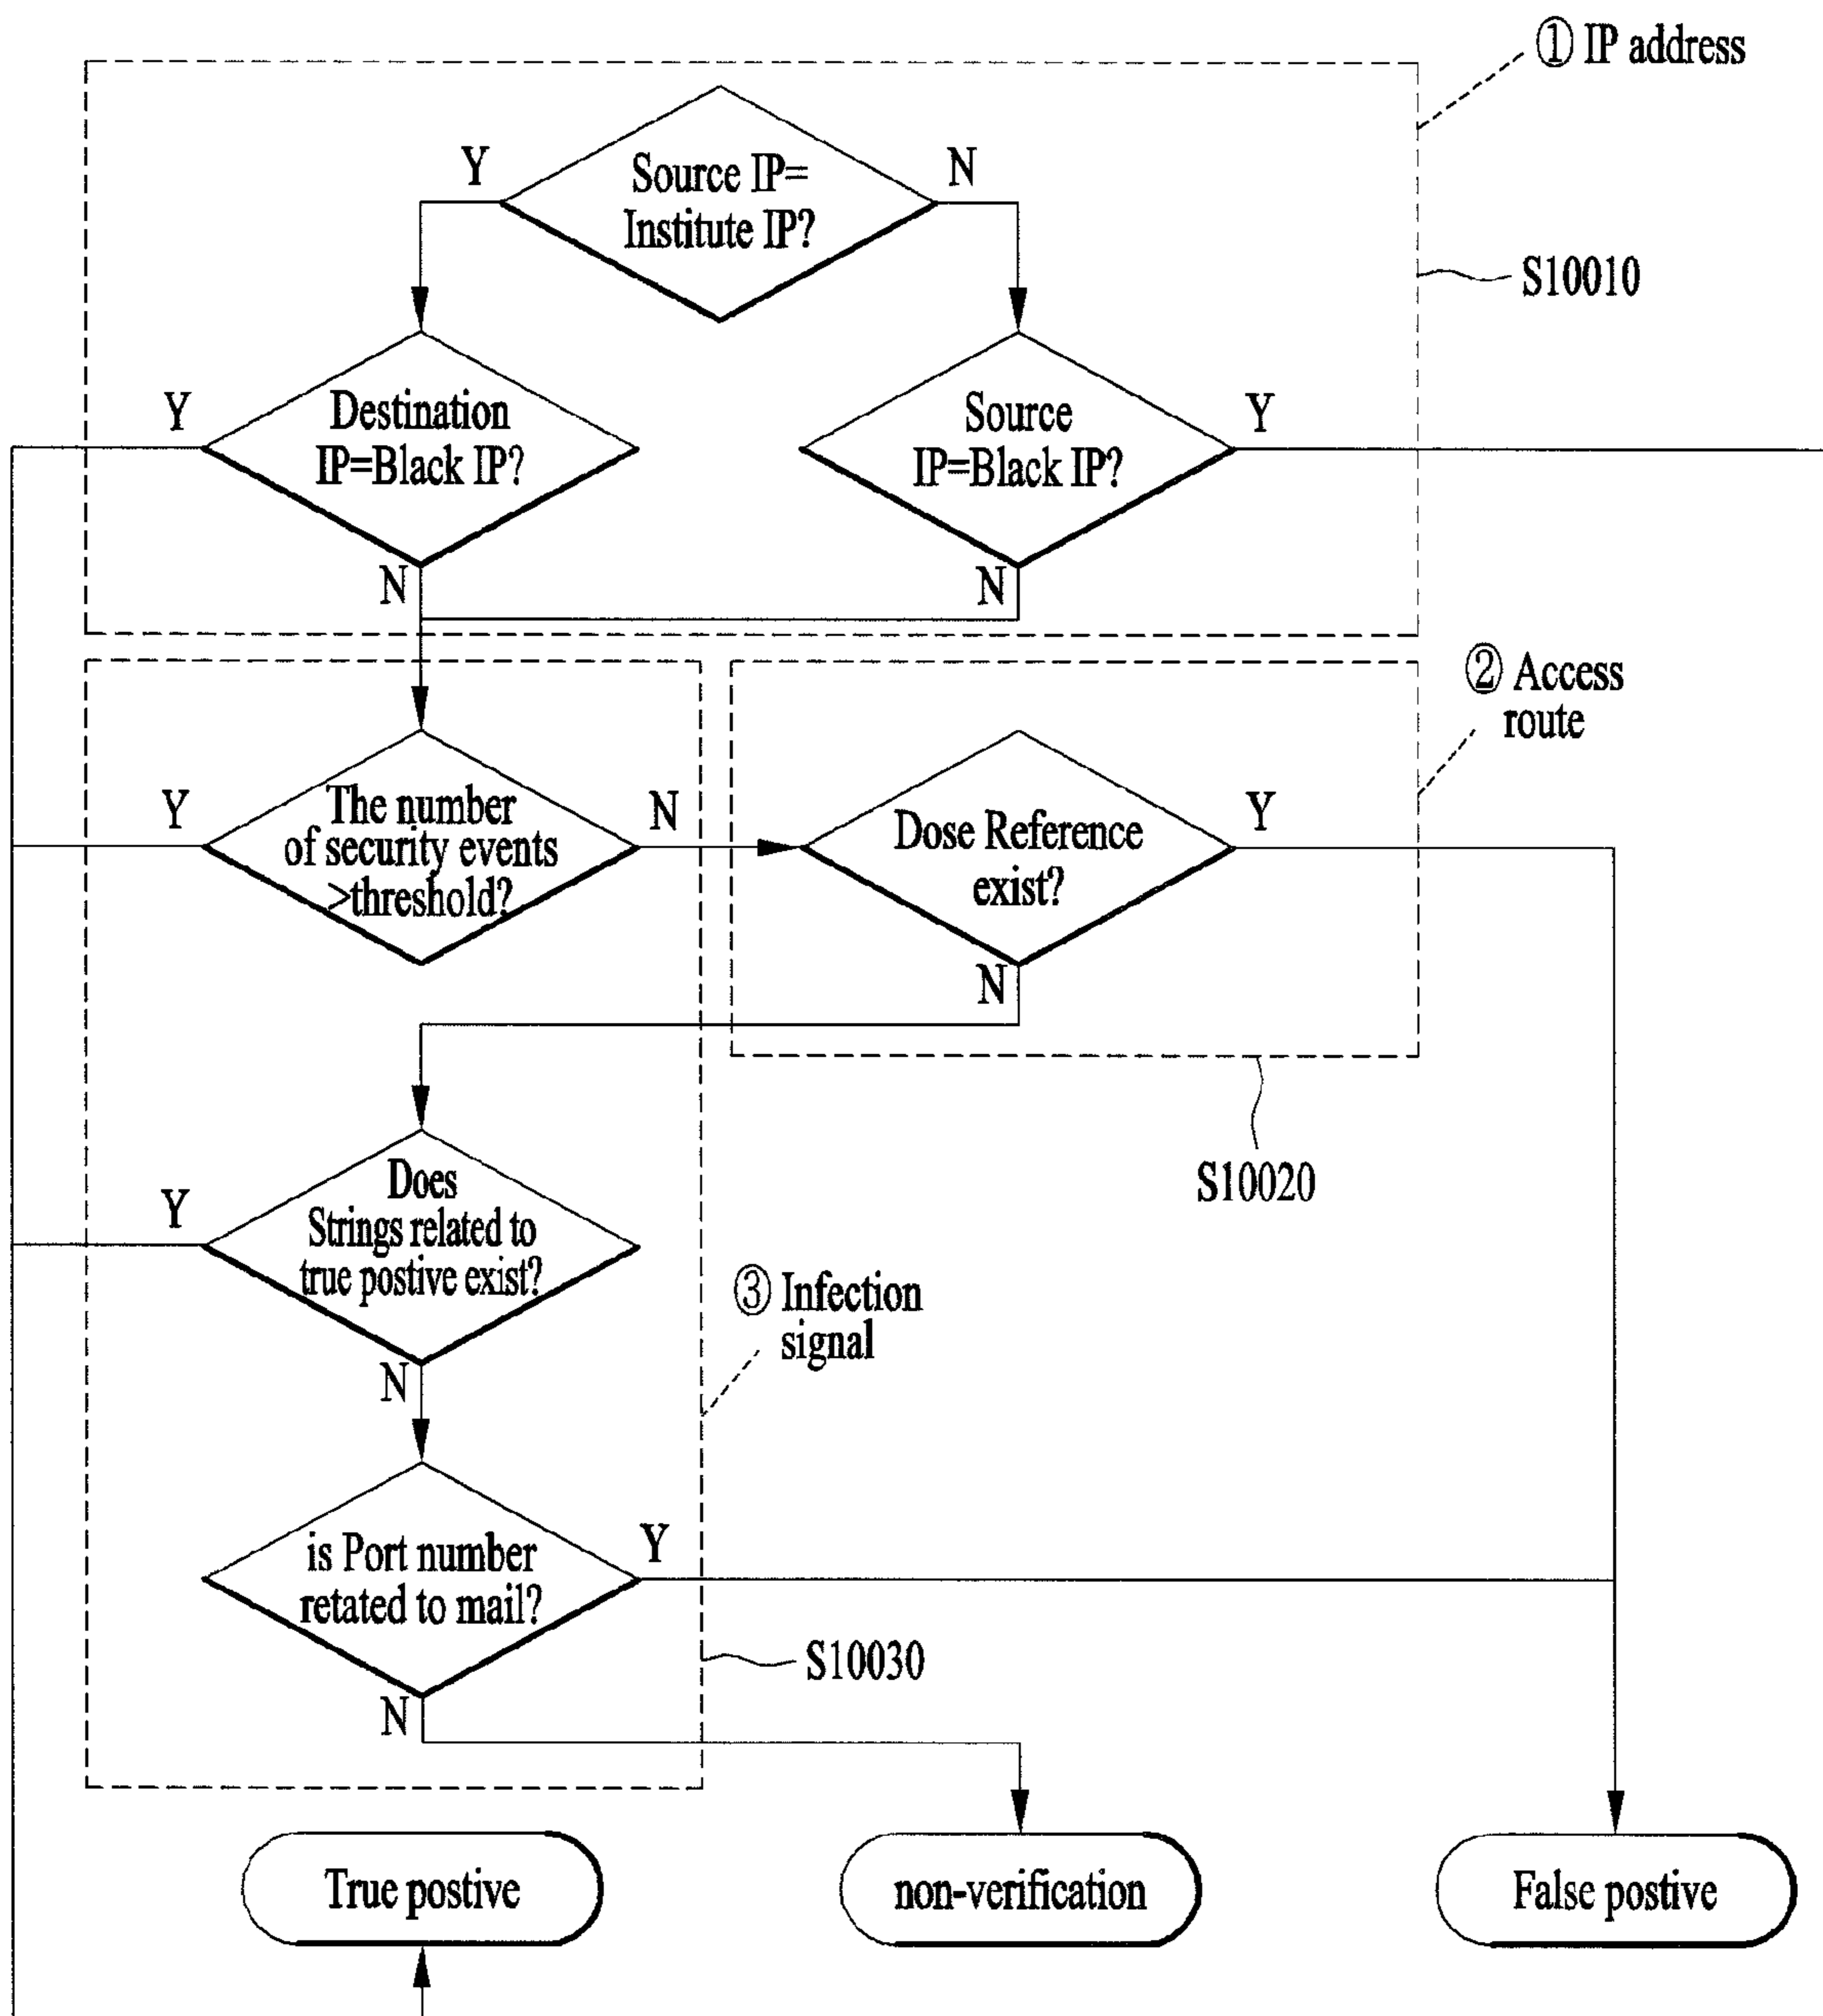 ① IP address
Y
Source IP=
Institute IP?
N
S10010
Y
Destination
IP=Black IP?
Source
IP=Black IP?
Y
N
N
② Access
route
Y
The number
of security events
>threshold?
N
Dose Reference
exist?
Y
N
S10020
Y
Does
Strings related to
true postive exist?
③ Infection
signal
N
is Port number
retated to mail?
Y
S10030
N
True postive
non-verification
False postive